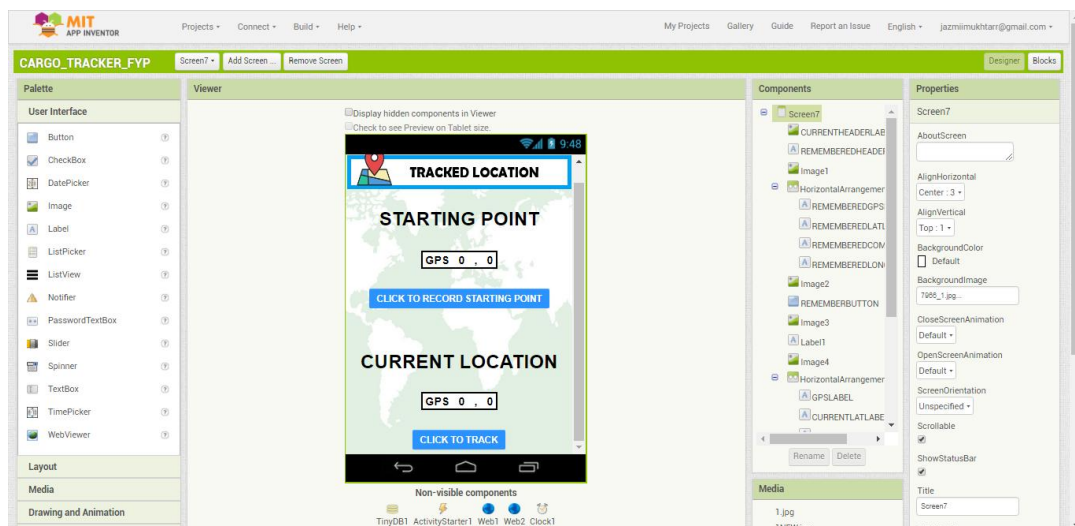 MIT
APP INVENTOR
Projects Connect Build Help
My Projects Gallery Guide Report an Issue English jazmiimukhtarr@gmail.com
CARGO_TRACKER_FYP
Screen7 Add Screen ... Remove Screen
Designer Blocks
Palette
User Interface
Button
CheckBox
DatePicker
Image
Label
ListPicker
ListView
Notifier
PasswordTextBox
Slider
Spinner
TextBox
TimePicker
WebViewer
Layout
Media
Drawing and Animation
Viewer
Display hidden components in Viewer
Check to see Preview on Tablet size.
9:48
TRACKED LOCATION
STARTING POINT
GPS 0 , 0
CLICK TO RECORD STARTING POINT
CURRENT LOCATION
GPS 0 , 0
CLICK TO TRACK
Non-visible components
TinyDB1 ActivityStarter1 Web1 Web2 Clock1
Components
Screen7
CURRENTHEADERLAB
REMEMBEREDHEADER
Image1
HorizontalArrangemer
REMEMBEREDGPS
REMEMBEREDLATL
REMEMBEREDCOM
REMEMBEREDLON
Image2
REMEMBERBUTTON
Image3
Label1
Image4
HorizontalArrangemer
GPSLABEL
CURRENTLATLABE
Rename Delete
Media
1.jpg
Properties
Screen7
AboutScreen
AlignHorizontal
Center : 3
AlignVertical
Top : 1
BackgroundColor
Default
BackgroundImage
7966_1.jpg...
CloseScreenAnimation
Default
OpenScreenAnimation
Default
ScreenOrientation
Unspecified
Scrollable
ShowStatusBar
Title
Screen7